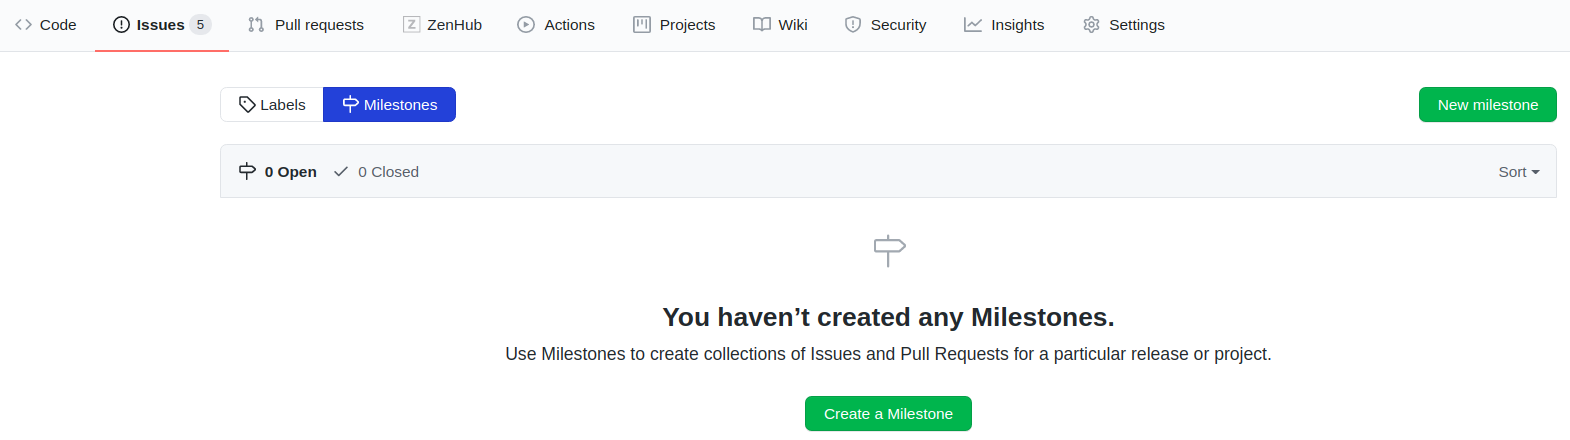 Code Issues 5 Pull requests ZenHub Actions Projects Wiki Security Insights Settings
Labels Milestones New milestone
0 Open 0 Closed Sort
You haven’t created any Milestones.
Use Milestones to create collections of Issues and Pull Requests for a particular release or project.
Create a Milestone